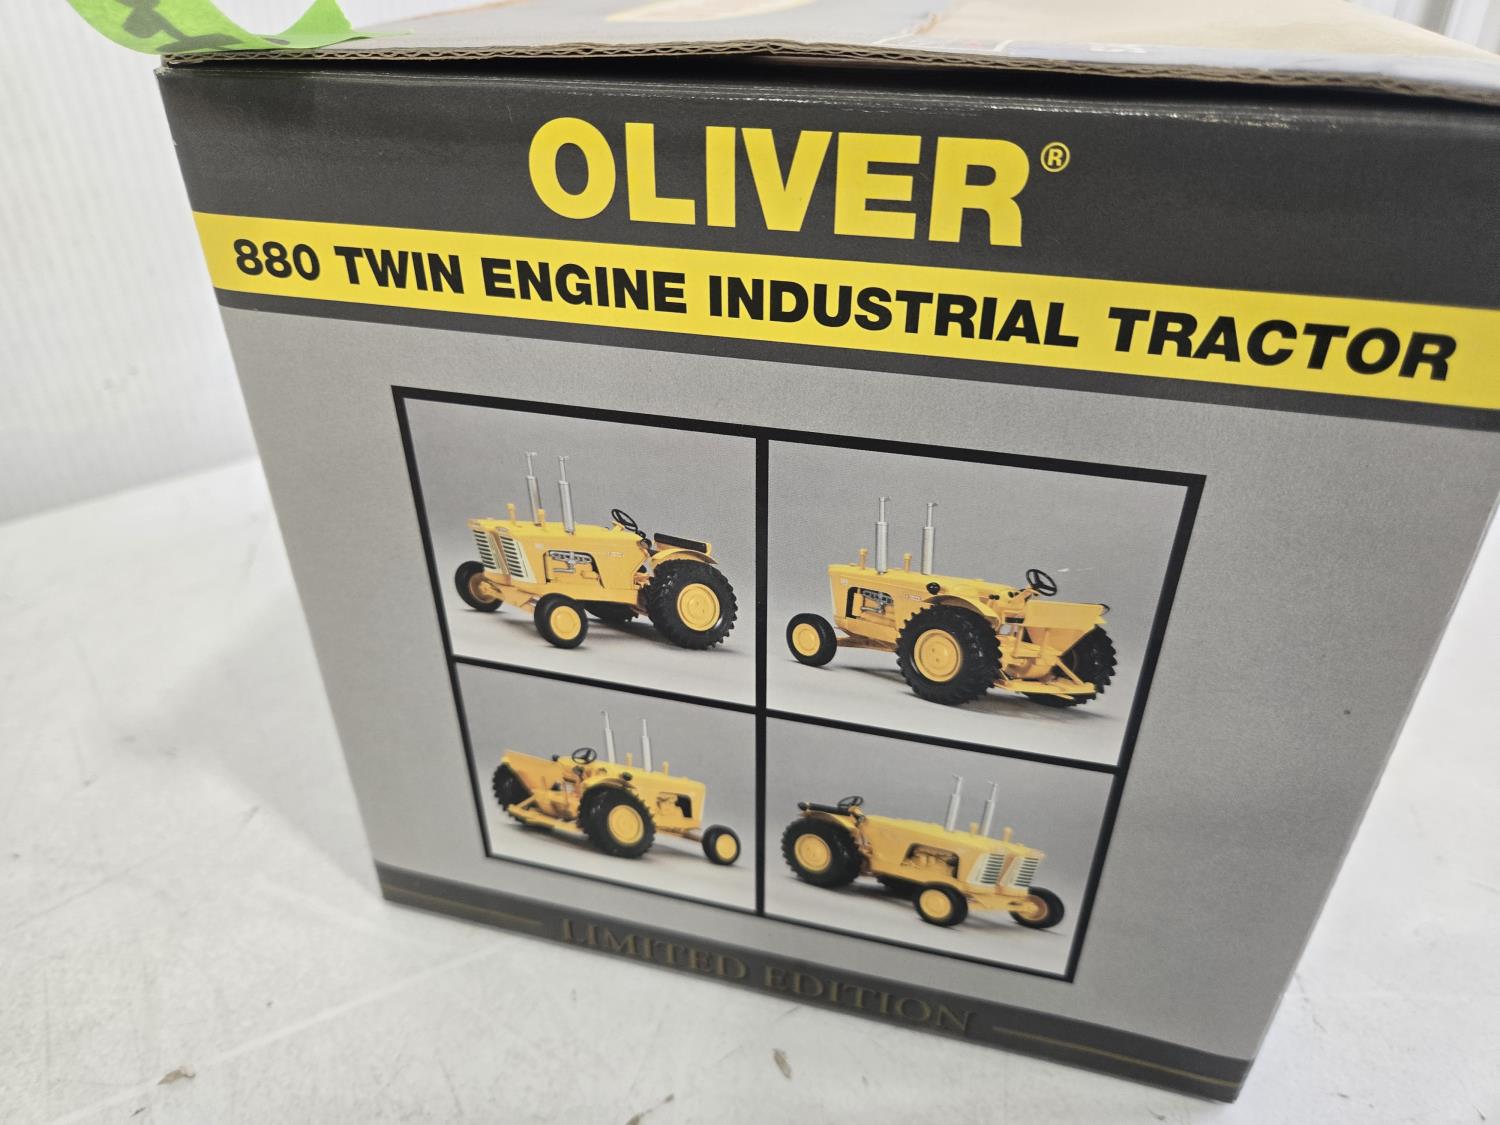 OLIVER®
880 TWIN ENGINE INDUSTRIAL TRACTOR
LIMITED EDITION